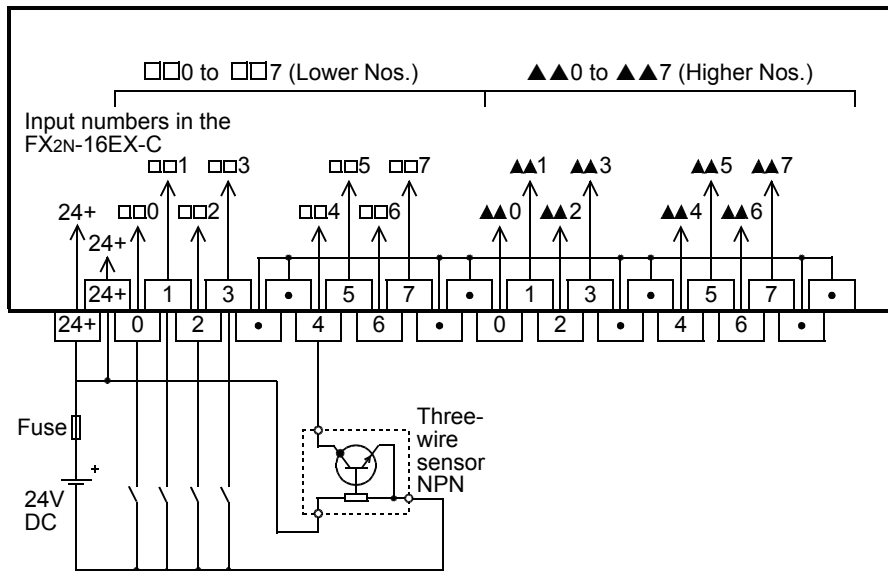 □□0 to □□7 (Lower Nos.) ▲▲0 to ▲▲7 (Higher Nos.)
Input numbers in the
FX2N-16EX-C
□□1 □□3 □□5 □□7 ▲▲1 ▲▲3 ▲▲5 ▲▲7
24+ □□0 □□2 □□4 □□6 ▲▲0 ▲▲2 ▲▲4 ▲▲6
24+
24+ 1 3 • 5 7 • 1 3 • 5 7 •
24+ 0 2 • 4 6 • 0 2 • 4 6 •
Fuse
+
24V
DC
Three-
wire
sensor
NPN